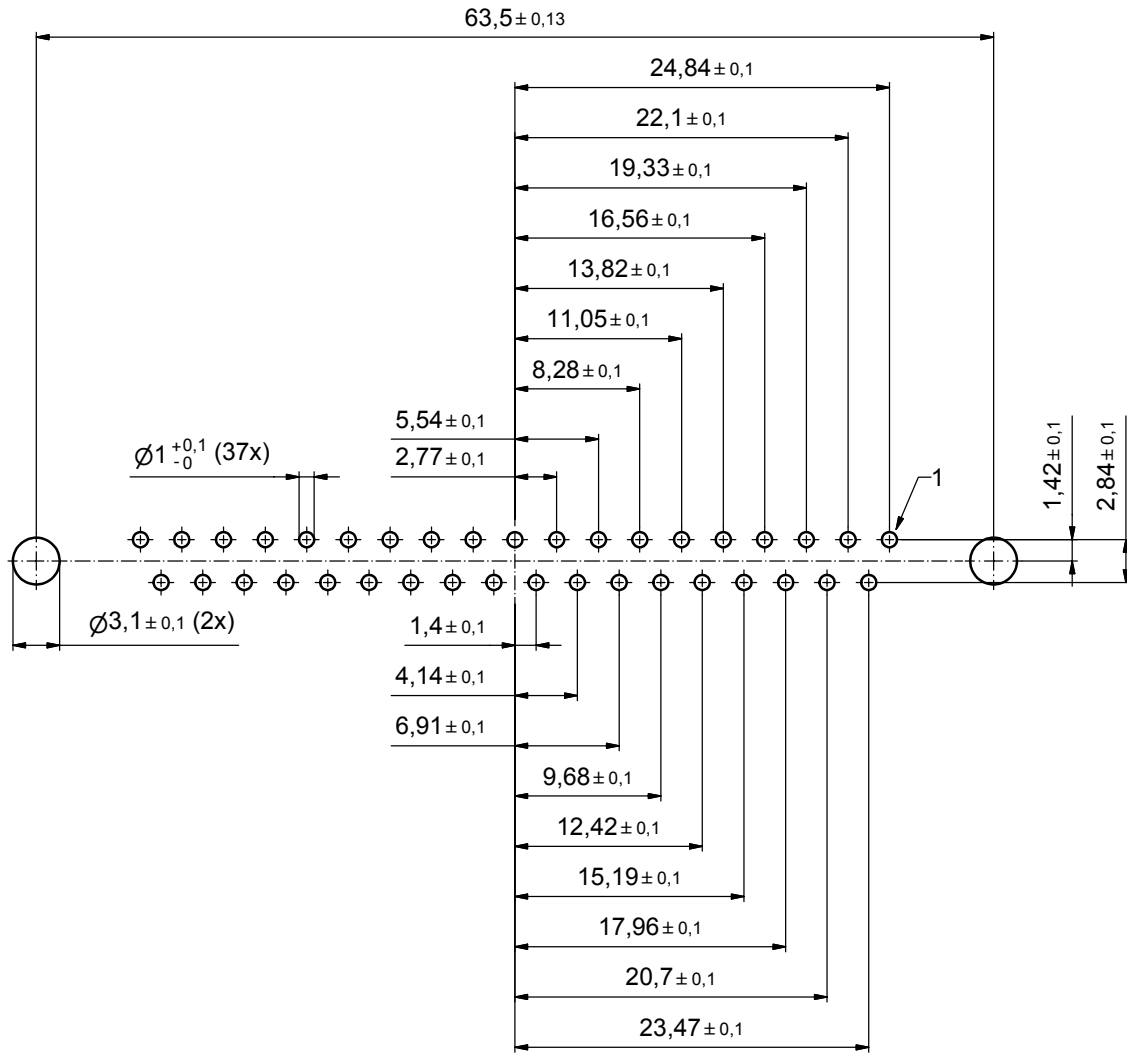 63,5 ± 0,13
24,84 ± 0,1
22,1 ± 0,1
19,33 ± 0,1
16,56 ± 0,1
13,82 ± 0,1
11,05 ± 0,1
8,28 ± 0,1
5,54 ± 0,1
2,77 ± 0,1
Ø1 +0,1 -0 (37x)
1
1,42 ± 0,1
2,84 ± 0,1
Ø3,1 ± 0,1 (2x)
1,4 ± 0,1
4,14 ± 0,1
6,91 ± 0,1
9,68 ± 0,1
12,42 ± 0,1
15,19 ± 0,1
17,96 ± 0,1
20,7 ± 0,1
23,47 ± 0,1